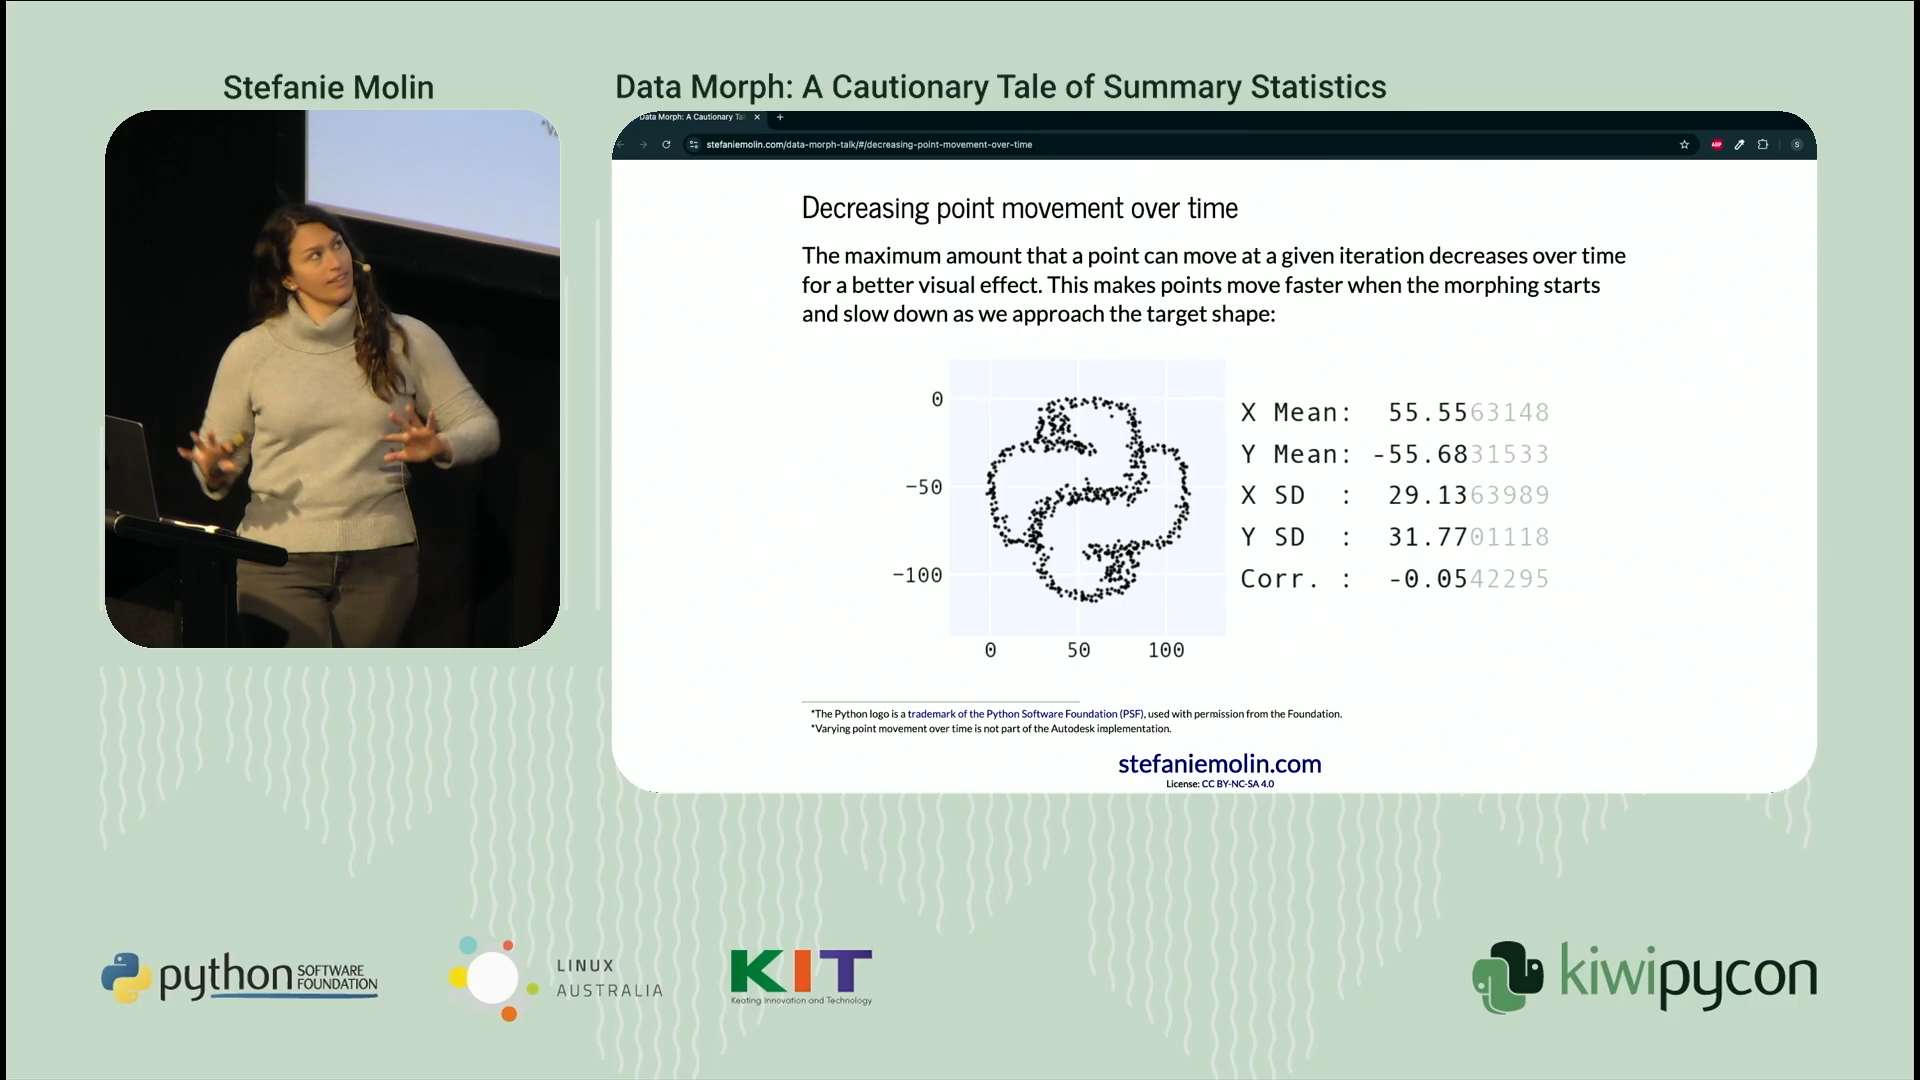 Stefanie Molin
Data Morph: A Cautionary Tale of Summary Statistics
Data Morph: A Cautionary Ta
stefaniemolin.com/data-morph-talk/#/decreasing-point-movement-over-time
ABP
S
Decreasing point movement over time
The maximum amount that a point can move at a given iteration decreases over time
for a better visual effect. This makes points move faster when the morphing starts
and slow down as we approach the target shape:
0
−50
−100
0 50 100
X Mean: 55.5563148
Y Mean: -55.6831533
X SD : 29.1363989
Y SD : 31.7701118
Corr. : -0.0542295
*The Python logo is a trademark of the Python Software Foundation (PSF), used with permission from the Foundation.
*Varying point movement over time is not part of the Autodesk implementation.
stefaniemolin.com
License: CC BY-NC-SA 4.0
python SOFTWARE
FOUNDATION
LINUX
AUSTRALIA
KIT
Keating Innovation and Technology
kiwipycon